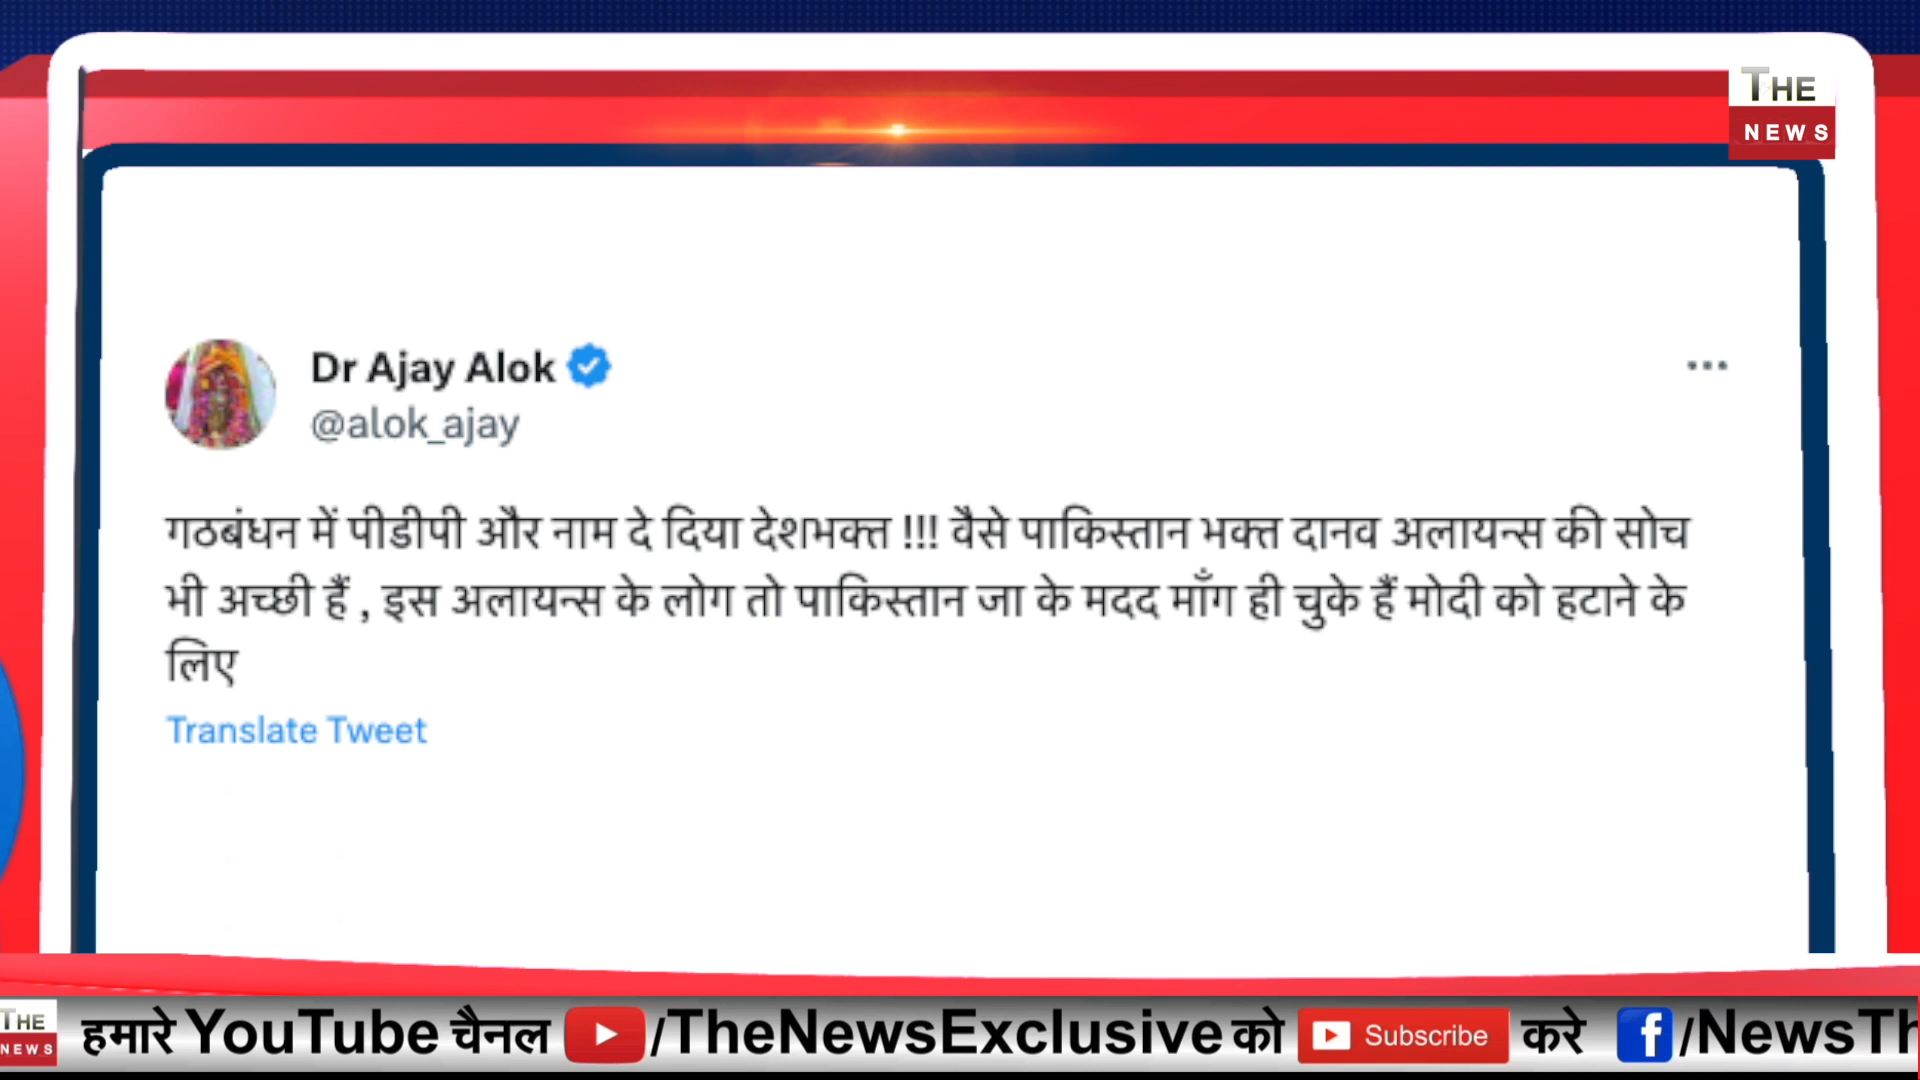 THE
NEWS
Dr Ajay Alok
@alok_ajay
गठबंधन में पीडीपी और नाम दे दिया देशभक्त !!! वैसे पाकिस्तान भक्त दानव अलायन्स की सोच
भी अच्छी हैं , इस अलायन्स के लोग तो पाकिस्तान जा के मदद माँग ही चुके हैं मोदी को हटाने के
लिए
Translate Tweet
THE
NEWS
हमारे YouTube चैनल /TheNewsExclusive को Subscribe करे /NewsTh